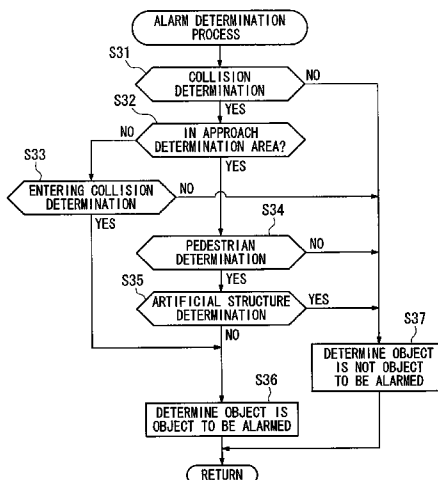 ALARM DETERMINATION
PROCESS
S31
COLLISION
DETERMINATION
NO
YES
S32
IN APPROACH
DETERMINATION AREA?
NO
YES
S33
ENTERING COLLISION
DETERMINATION
NO
YES
S34
PEDESTRIAN
DETERMINATION
NO
YES
S35
ARTIFICIAL STRUCTURE
DETERMINATION
YES
NO
S37
DETERMINE OBJECT
IS NOT OBJECT
TO BE ALARMED
S36
DETERMINE OBJECT IS
OBJECT TO BE ALARMED
RETURN